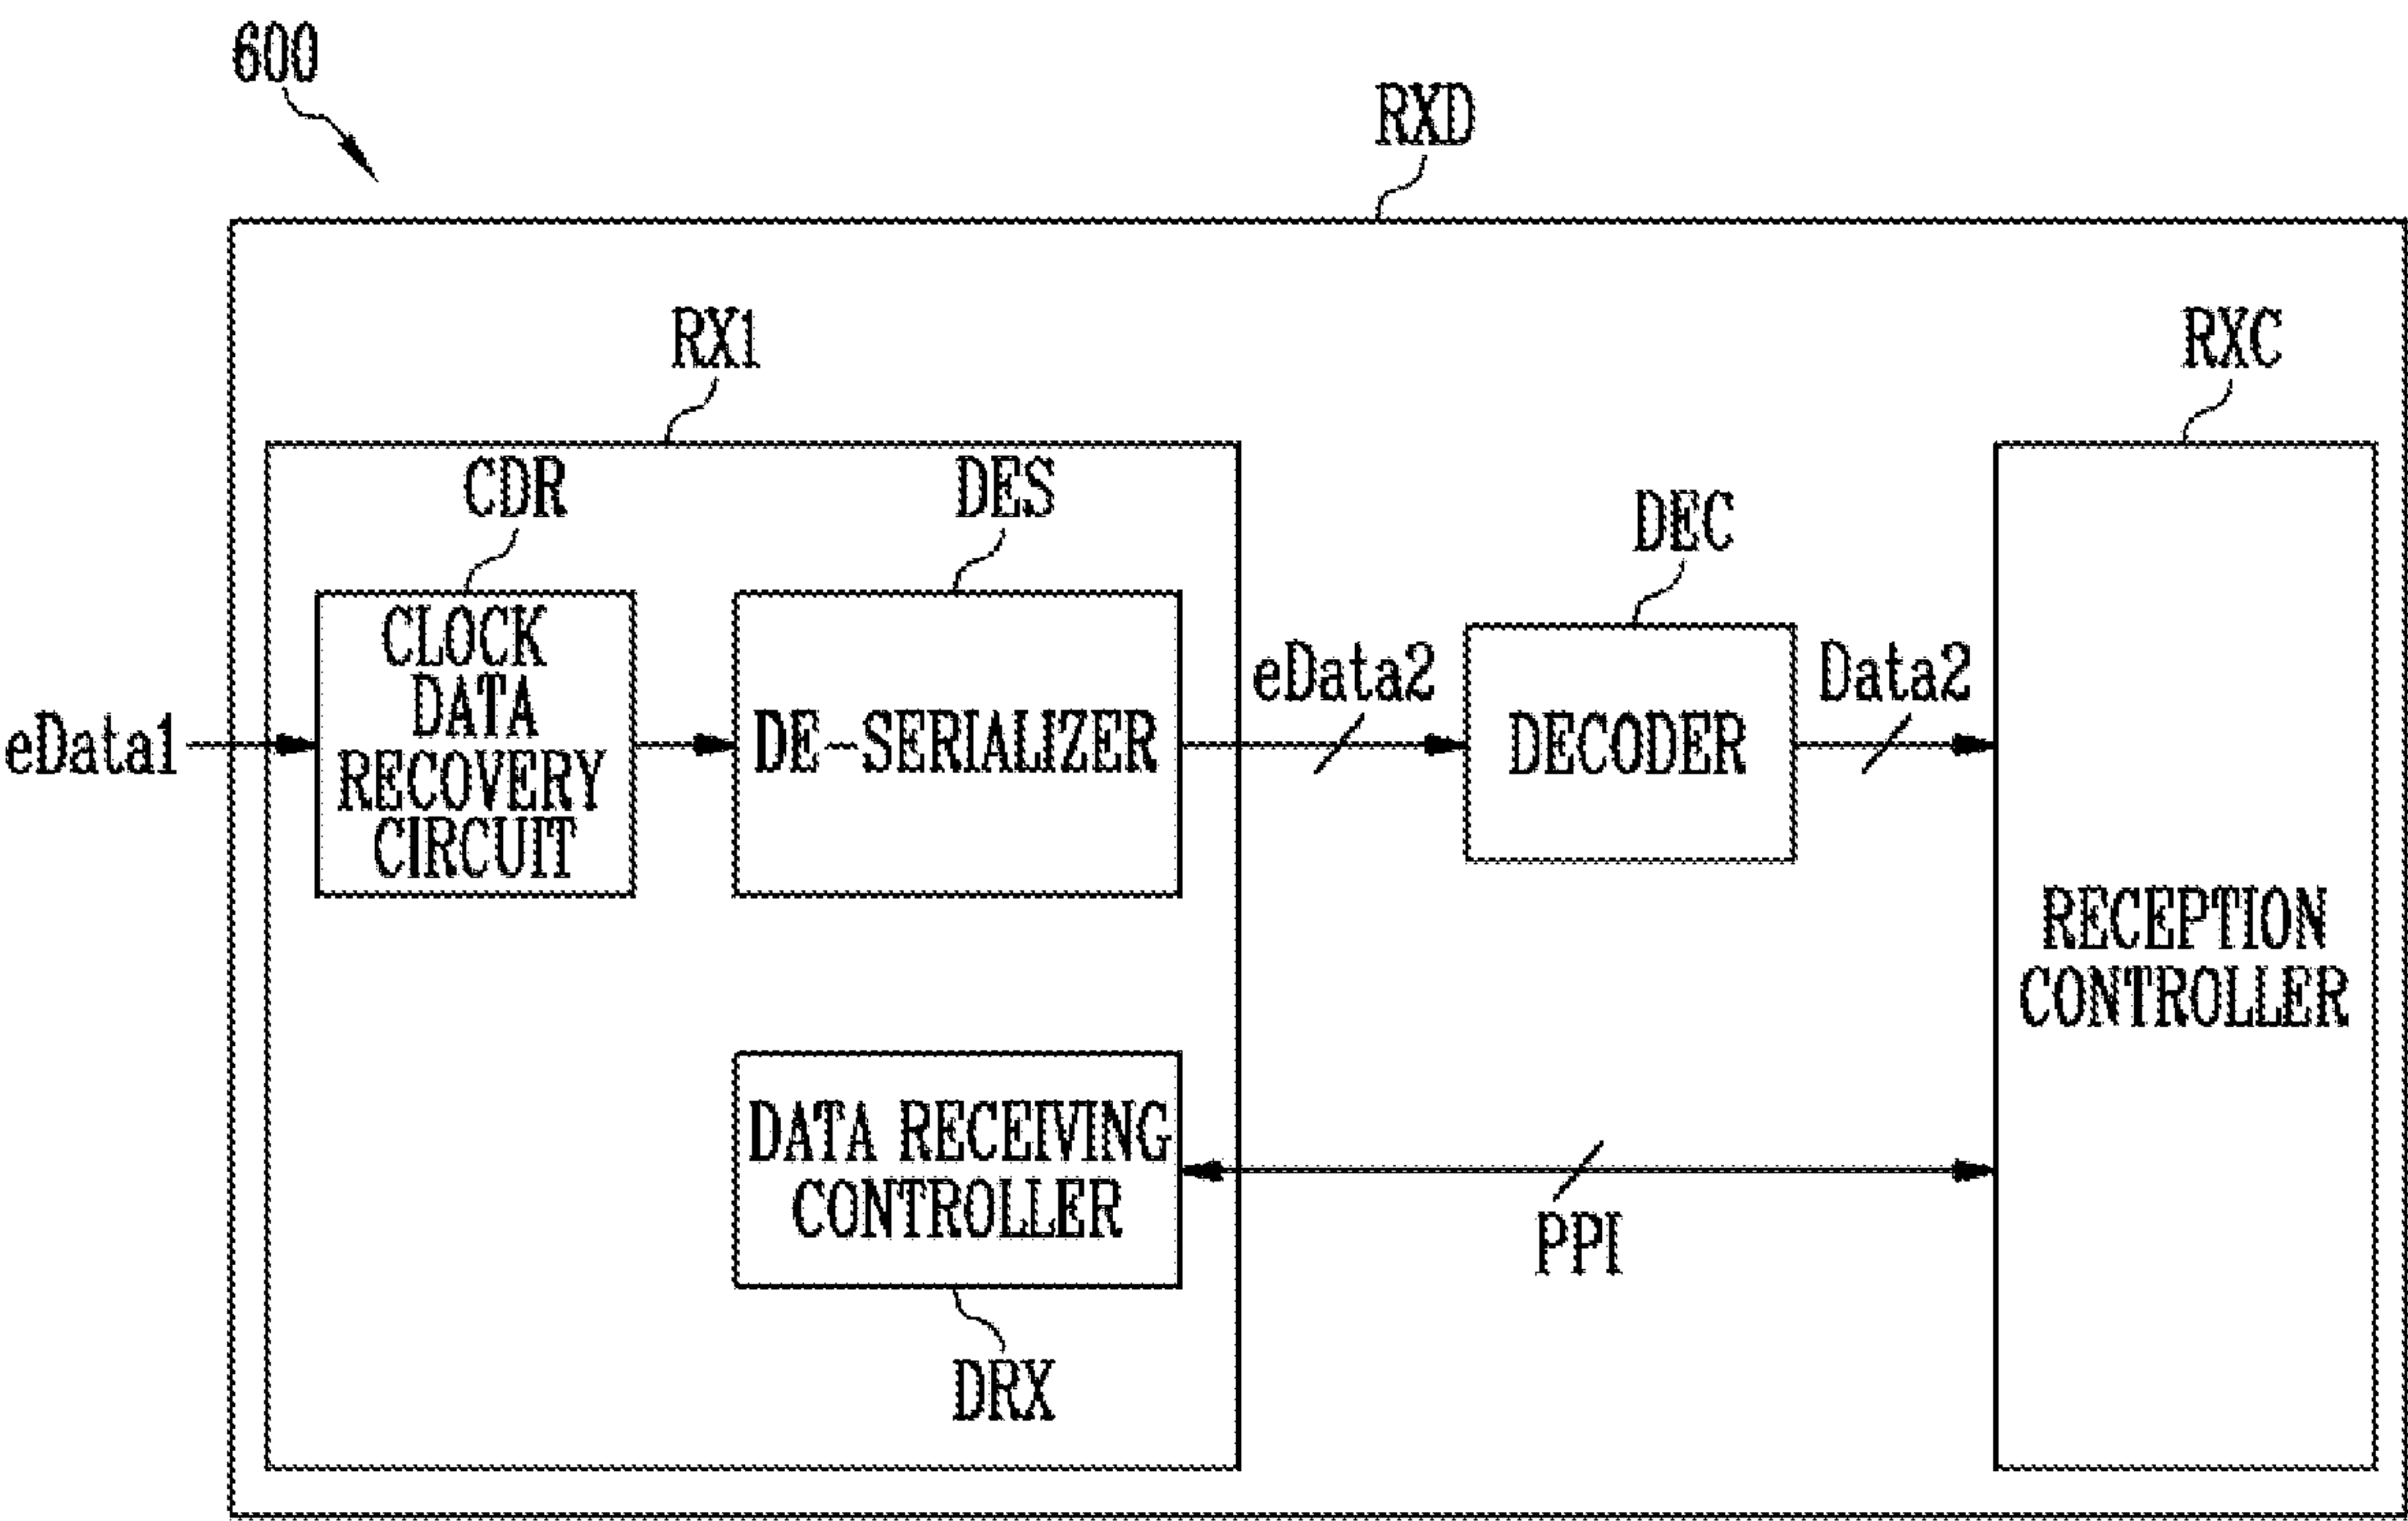 600
RXD
RX1
RXC
CDR
DES
DEC
CLOCK
DATA
RECOVERY
CIRCUIT
DE-SERIALIZER
DECODER
eData1
eData2
Data2
RECEPTION
CONTROLLER
DATA RECEIVING
CONTROLLER
PPI
DRX